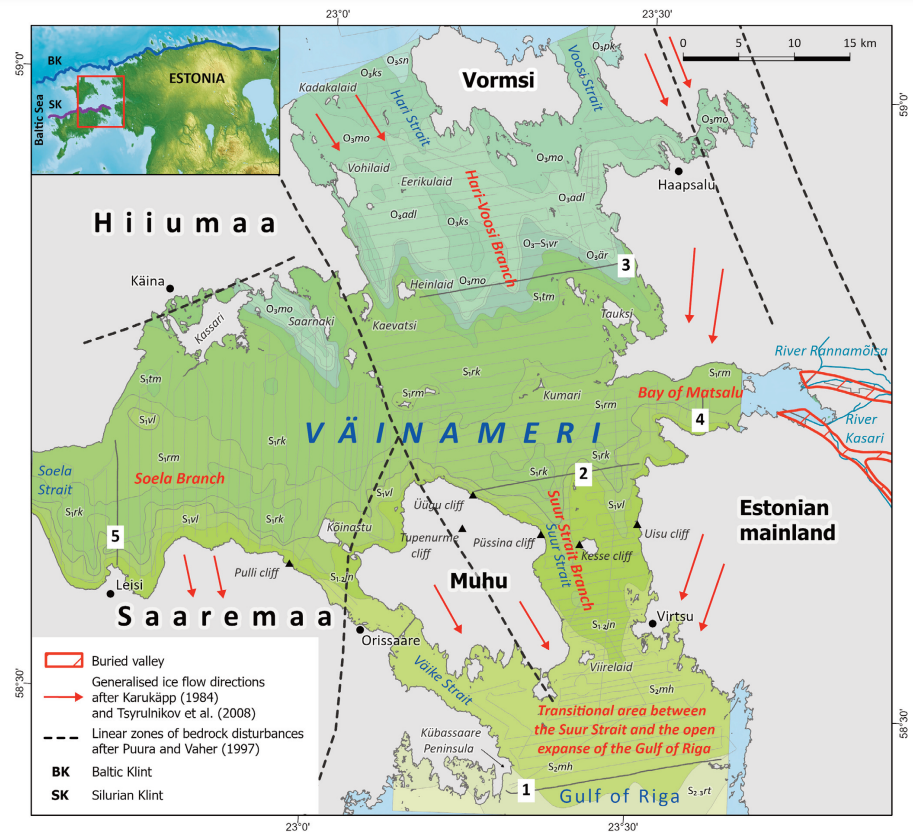 23°0′
23°30′
59°0′
59°0′
BK
ESTONIA
SK
Baltic Sea
0 5 10 15 km
O₃pk
O₃sn
O₃ks
Kadakalaid
Hari Strait
Vormsi
Voosi Strait
O₃mo
O₃mo
O₃mo
Vohilaid
Eerikulaid
Haapsalu
O₃adl
O₃adl
O₃ks
Hari–Voosi Branch
O₃–S₁vr
O₃är
3
Hiiumaa
Käina
Heinlaid
O₃mo
S₁tm
O₃mo
Saarnaki
Kassari
Kaevatsi
Tauksi
River Rannamõisa
S₁tm
S₁rk
S₁rm
Bay of Matsalu
S₁rm
Kumari
S₁rm
4
River
Kasari
S₁vl
S₁rk
VÄINAMERI
S₁rm
Soela
Strait
Soela Branch
S₁rk
2
S₁rk
S₁vl
S₁vl
Üügu cliff
Suur Strait Branch
Suur Strait
Estonian
mainland
S₁rk
S₁vl
S₁rk
Kõinastu
5
Tupenurme
cliff
Püssina cliff
Uisu cliff
Kesse cliff
Pulli cliff
S₁₋₂jn
Muhu
Leisi
Saaremaa
Orissaare
S₁₋₂jn
Virtsu
Väike Strait
Viirelaid
S₂mh
Transitional area between
the Suur Strait and the open
expanse of the Gulf of Riga
Kübassaare
Peninsula
S₂mh
1
Gulf of Riga
S₂₋₃rt
Buried valley
Generalised ice flow directions
after Karukäpp (1984)
and Tsyrulnikov et al. (2008)
Linear zones of bedrock disturbances
after Puura and Vaher (1997)
BK Baltic Klint
SK Silurian Klint
58°30′
58°30′
23°0′
23°30′